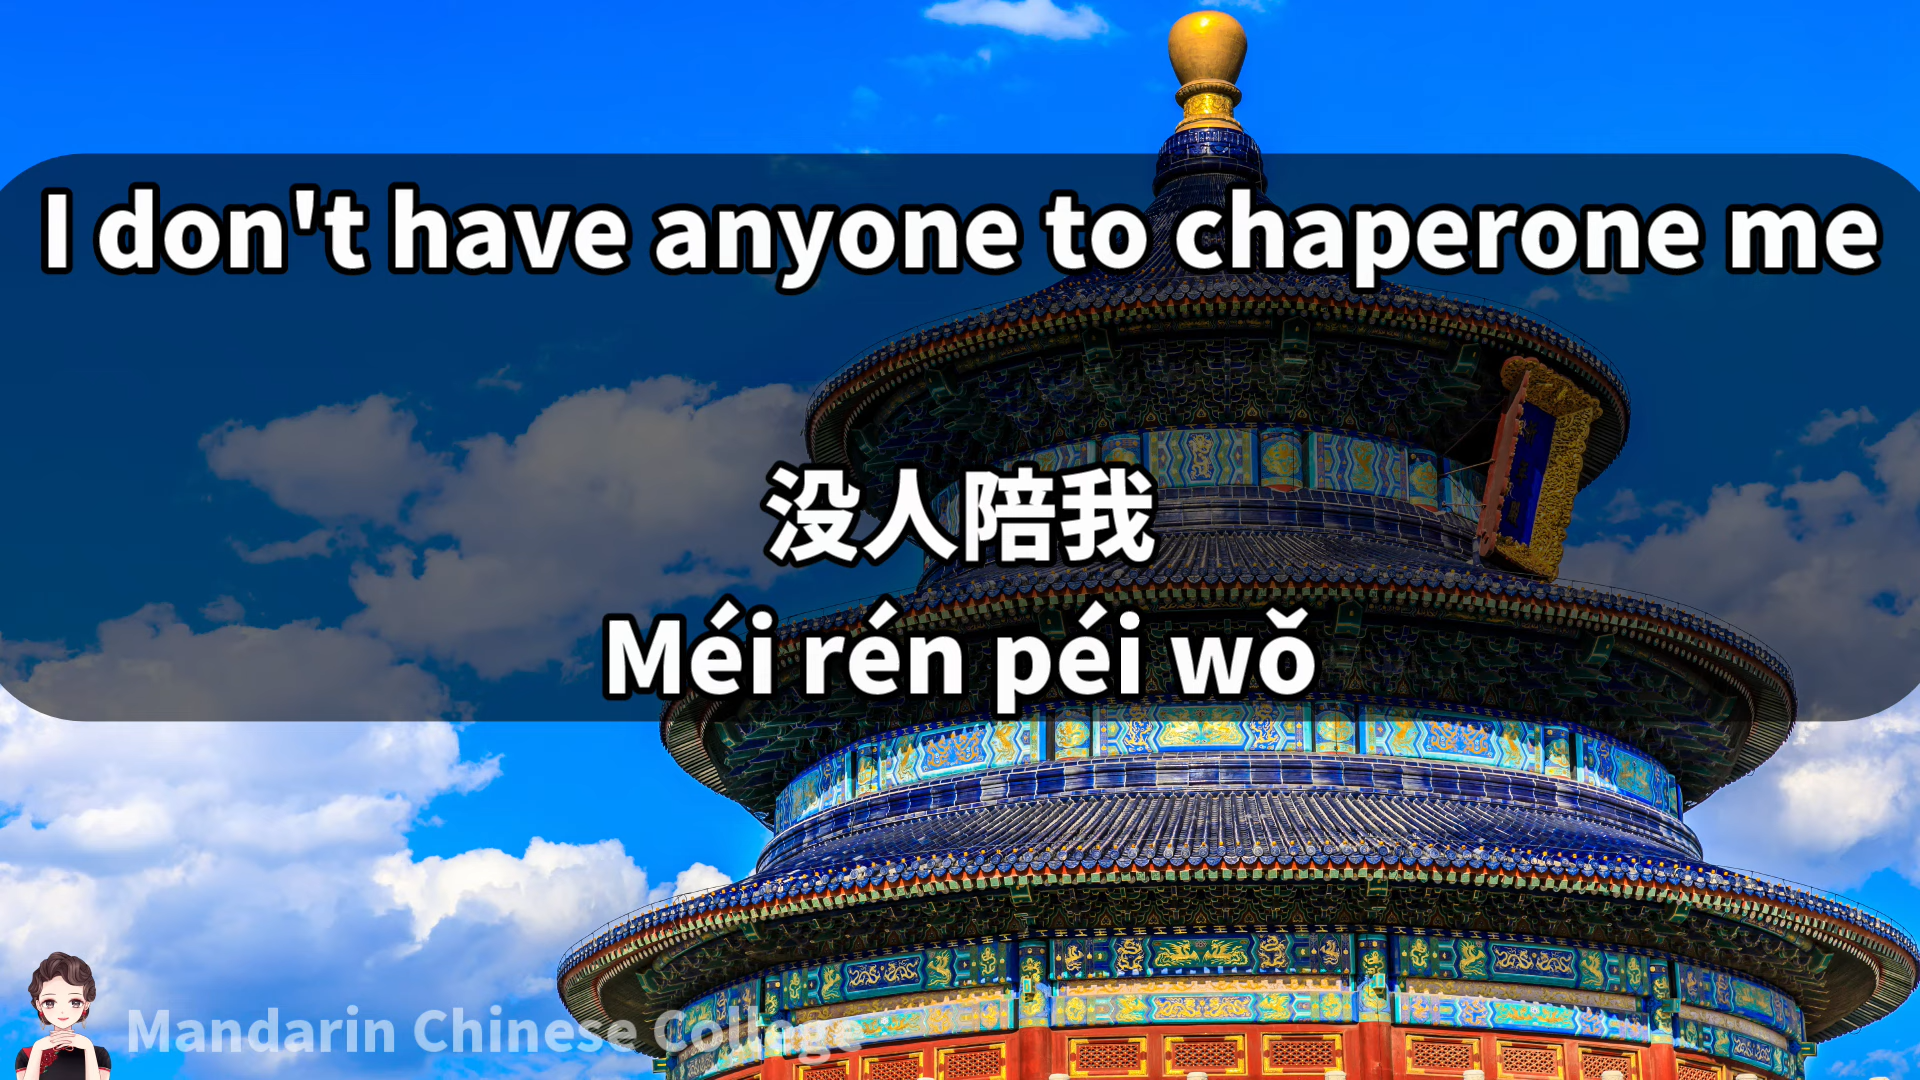 I don't have anyone to chaperone me
没人陪我
Méi rén péi wǒ
Mandarin Chinese College